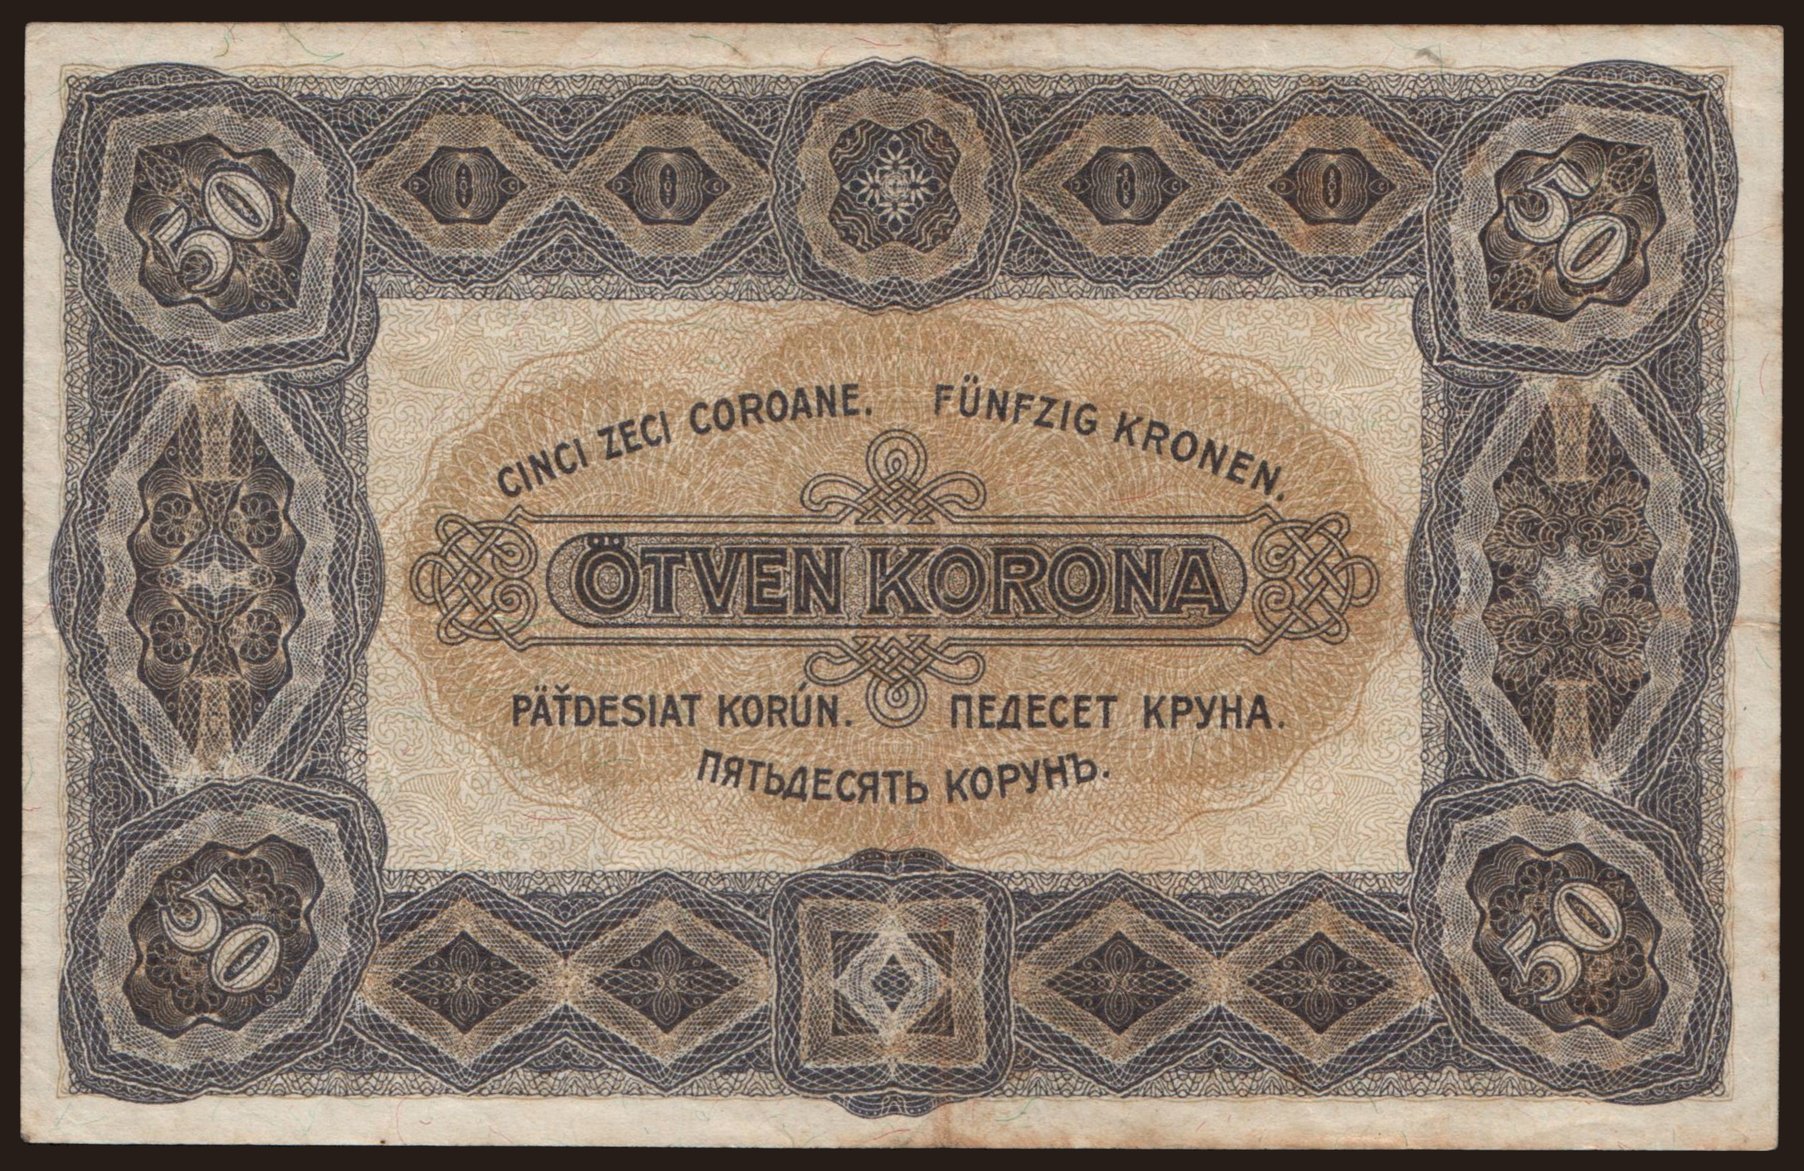 50
50
CINCI ZECI COROANE. FÜNFZIG KRONEN.
ÖTVEN KORONA
PÄŤDESIAT KORÚN. ПЕДЕСЕТ КРУНА.
ПЯТЬДЕСЯТЬ КОРУНЪ.
50
50